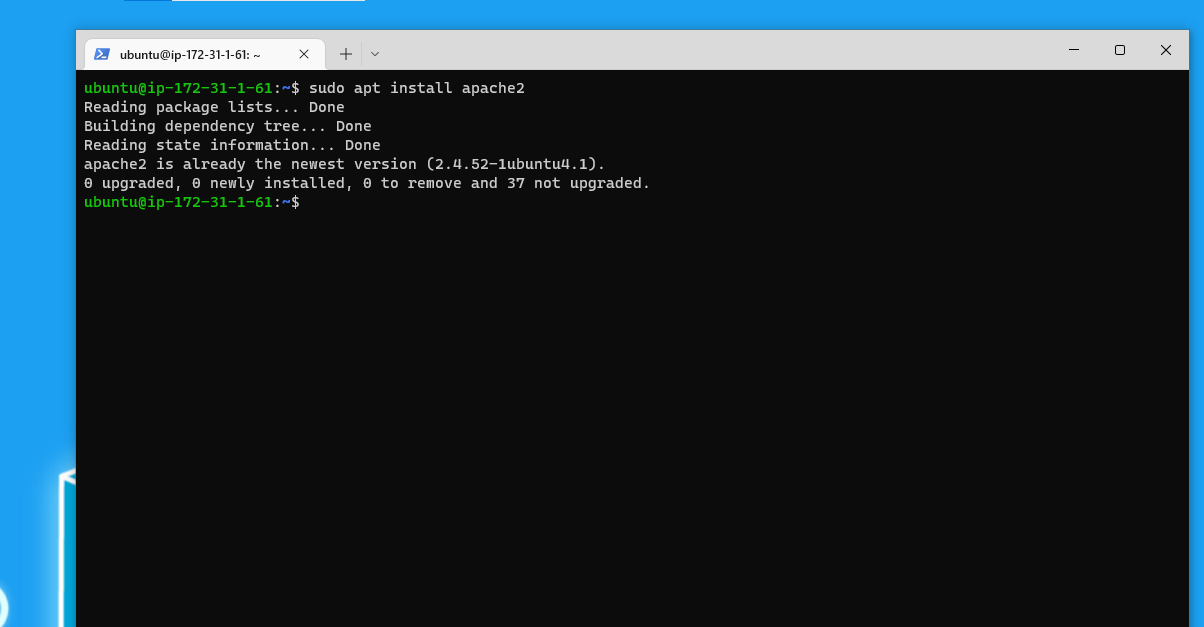 ubuntu@ip-172-31-1-61: ~
ubuntu@ip-172-31-1-61:~$ sudo apt install apache2
Reading package lists... Done
Building dependency tree... Done
Reading state information... Done
apache2 is already the newest version (2.4.52-1ubuntu4.1).
0 upgraded, 0 newly installed, 0 to remove and 37 not upgraded.
ubuntu@ip-172-31-1-61:~$